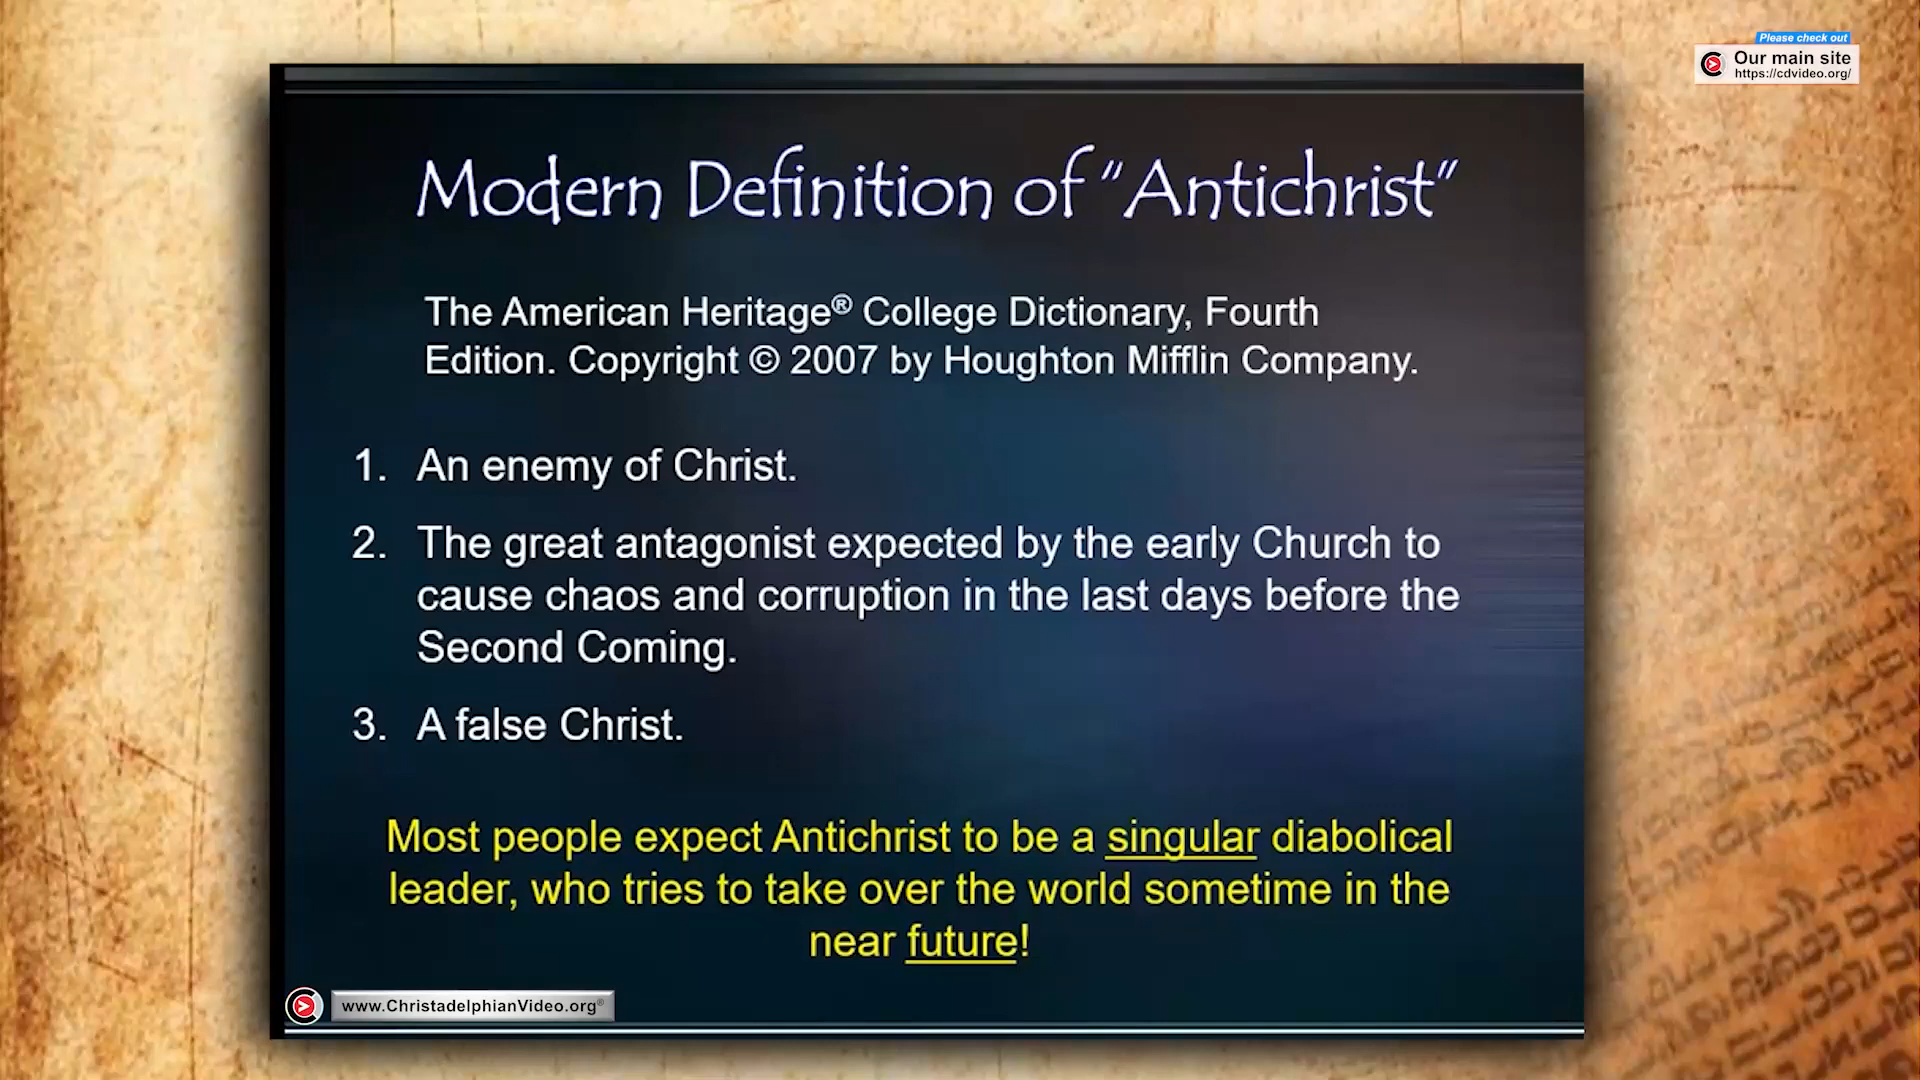 Please check out
Our main site
https://cdvideo.org/
Modern Definition of "Antichrist"
The American Heritage® College Dictionary, Fourth
Edition. Copyright © 2007 by Houghton Mifflin Company.
1. An enemy of Christ.
2. The great antagonist expected by the early Church to
cause chaos and corruption in the last days before the
Second Coming.
3. A false Christ.
Most people expect Antichrist to be a singular diabolical
leader, who tries to take over the world sometime in the
near future!
www.ChristadelphianVideo.org®